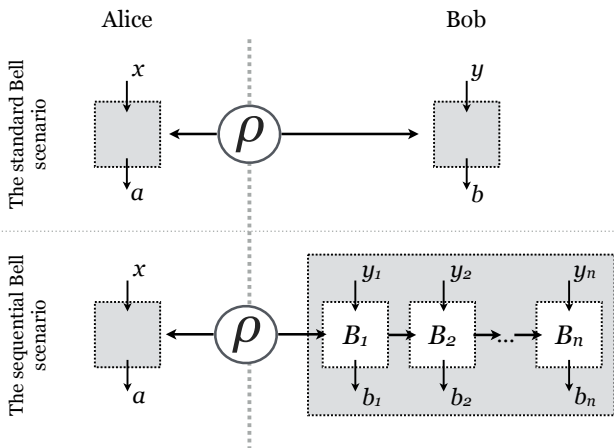 Alice
Bob
The standard Bell
scenario
x
y
ρ
a
b
The sequential Bell
scenario
x
y1
y2
yn
ρ
B1
B2
...
Bn
a
b1
b2
bn